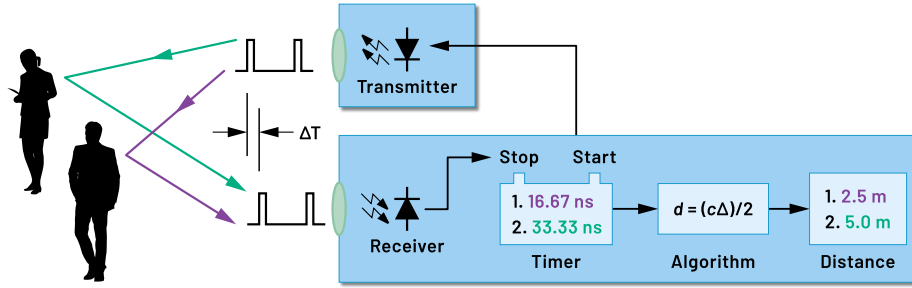 Transmitter
ΔT
Stop
Start
1. 16.67 ns
2. 33.33 ns
d = (cΔ)/2
1. 2.5 m
2. 5.0 m
Receiver
Timer
Algorithm
Distance